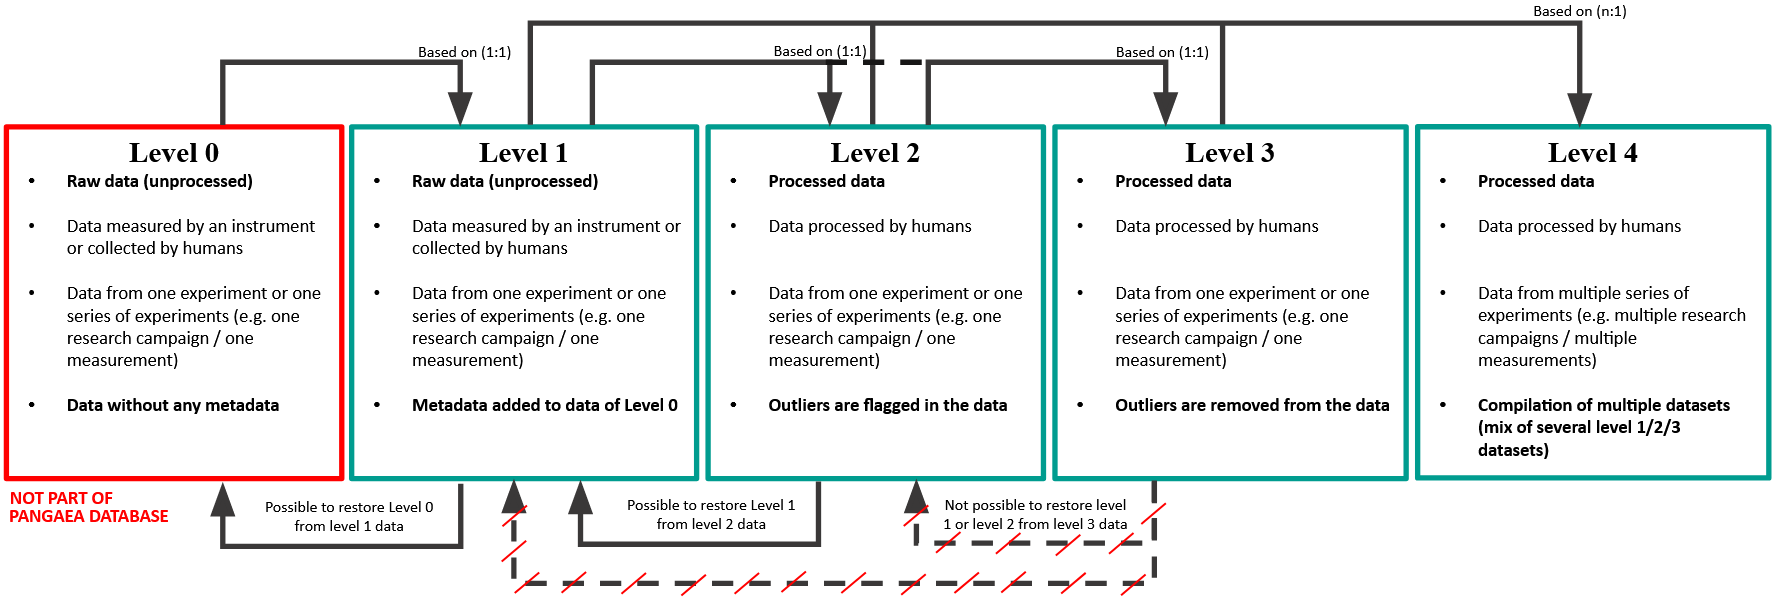 Based on (n:1)
Based on (1:1)
Based on (1:1)
Based on (1:1)
Level 0
• Raw data (unprocessed)
• Data measured by an instrument
or collected by humans
• Data from one experiment or one
series of experiments (e.g. one
research campaign / one
measurement)
• Data without any metadata
Level 1
• Raw data (unprocessed)
• Data measured by an instrument or
collected by humans
• Data from one experiment or one
series of experiments (e.g. one
research campaign / one
measurement)
• Metadata added to data of Level 0
Level 2
• Processed data
• Data processed by humans
• Data from one experiment or one
series of experiments (e.g. one
research campaign / one
measurement)
• Outliers are flagged in the data
Level 3
• Processed data
• Data processed by humans
• Data from one experiment or one
series of experiments (e.g. one
research campaign / one
measurement)
• Outliers are removed from the data
Level 4
• Processed data
• Data processed by humans
• Data from multiple series of
experiments (e.g. multiple research
campaigns / multiple
measurements)
• Compilation of multiple datasets
(mix of several level 1/2/3
datasets)
NOT PART OF
PANGAEA DATABASE
Possible to restore Level 0
from level 1 data
Possible to restore Level 1
from level 2 data
Not possible to restore level
1 or level 2 from level 3 data